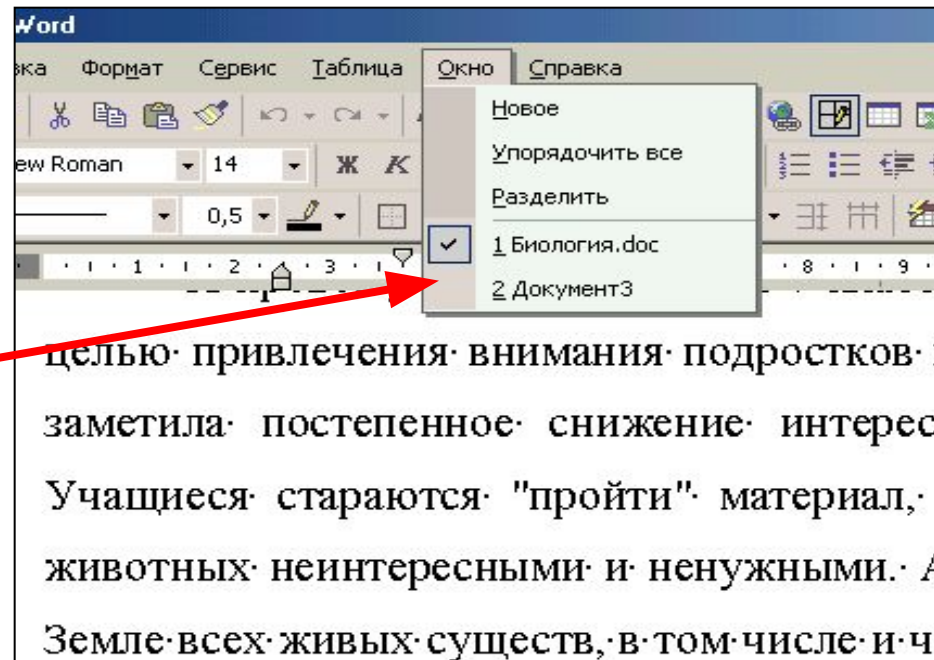 Word
вка Формат Сервис Таблица Окно Справка
Новое
Упорядочить все
Разделить
1 Биология.doc
2 Документ3
ew Roman 14 Ж К
0,5
1 2 3 8 9
целью привлечения внимания подростков
заметила постепенное снижение интерес
Учащиеся стараются "пройти" материал,
животных неинтересными и ненужными. А
Земле всех живых существ, в том числе и ч